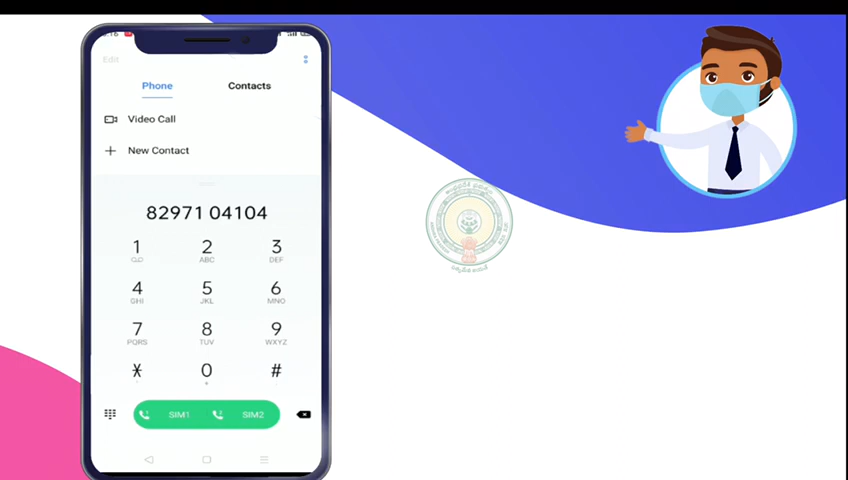 Edit
Phone
Contacts
Video Call
New Contact
82971 04104
1
2
ABC
3
DEF
4
GHI
5
JKL
6
MNO
7
PQRS
8
TUV
9
WXYZ
*
0
+
#
SIM1
SIM2